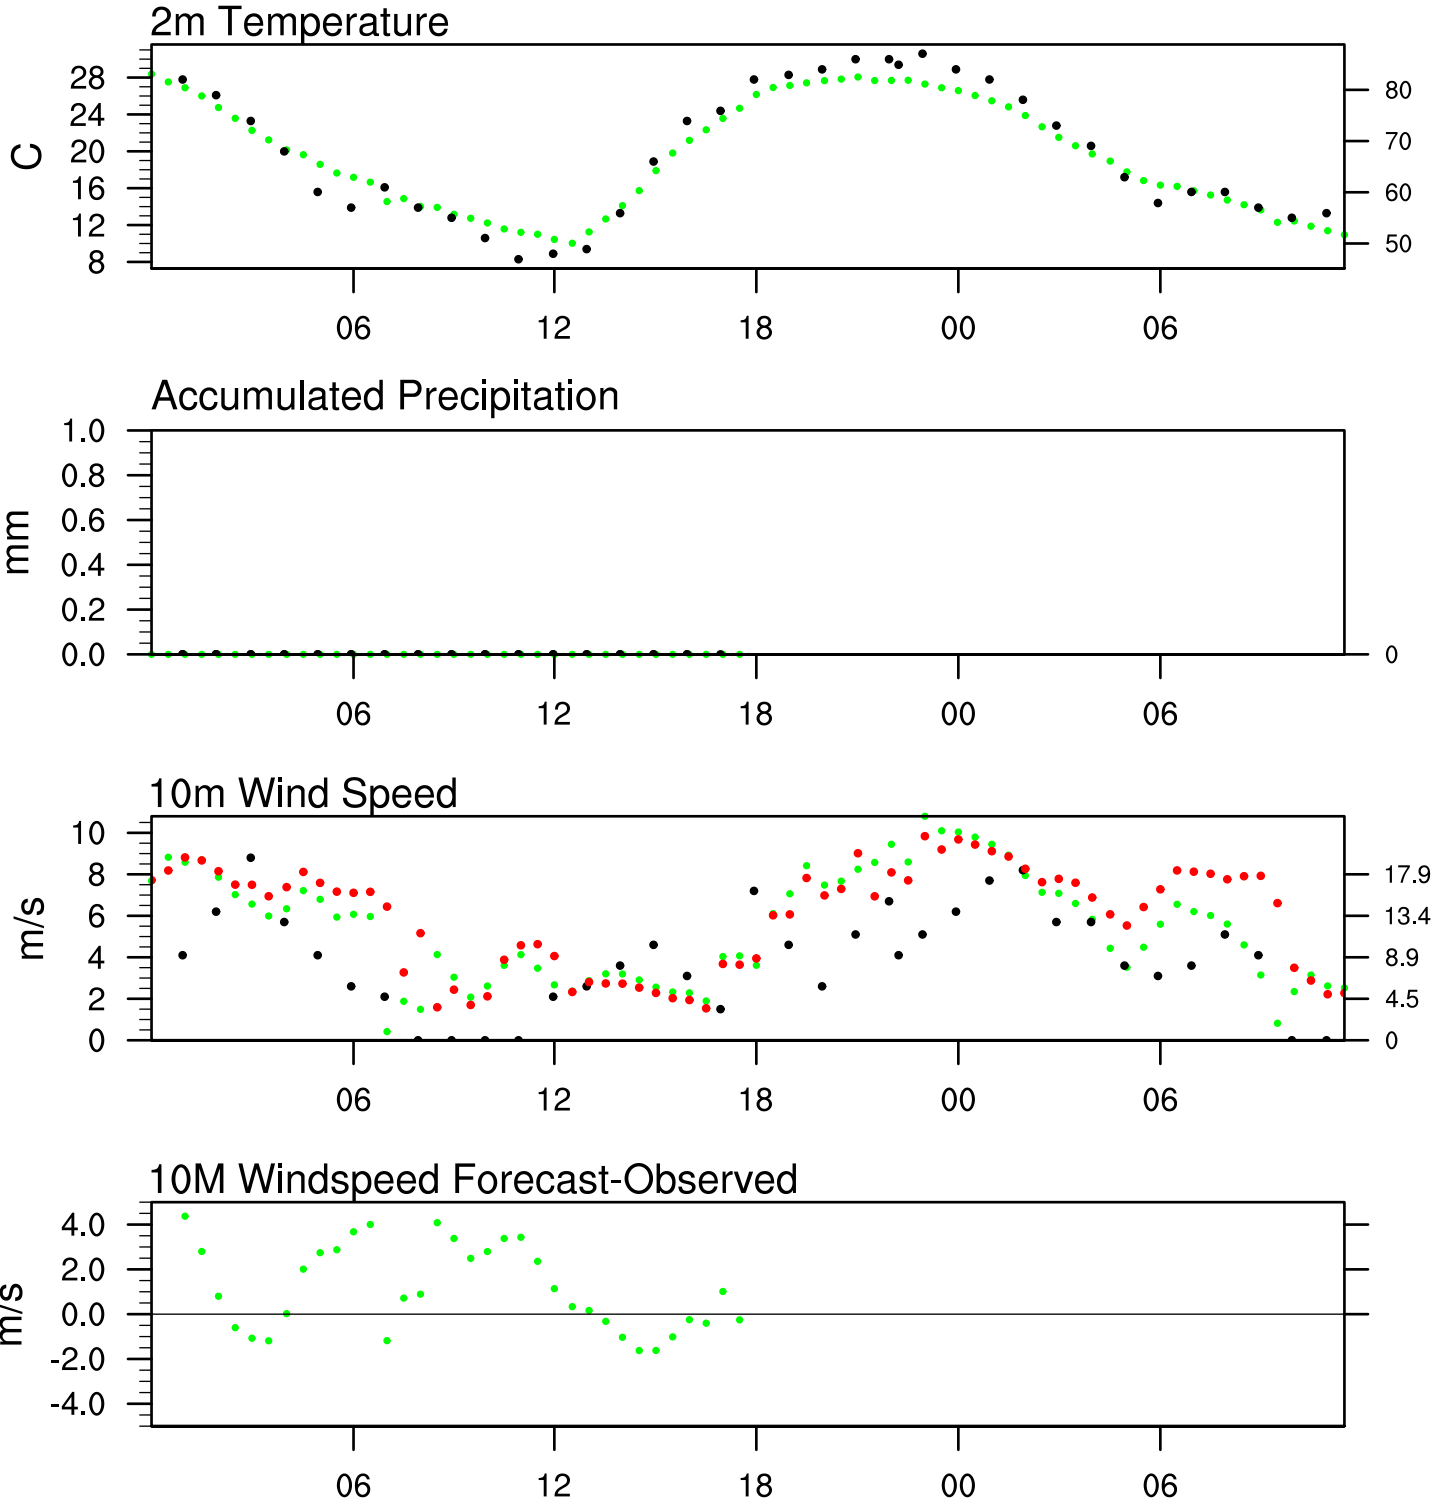 2m Temperature
C
28
24
20
16
12
8
80
70
60
50
06 12 18 00 06
Accumulated Precipitation
mm
1.0
0.8
0.6
0.4
0.2
0.0
0
06 12 18 00 06
10m Wind Speed
m/s
10
8
6
4
2
0
17.9
13.4
8.9
4.5
0
06 12 18 00 06
10M Windspeed Forecast-Observed
m/s
4.0
2.0
0.0
-2.0
-4.0
06 12 18 00 06